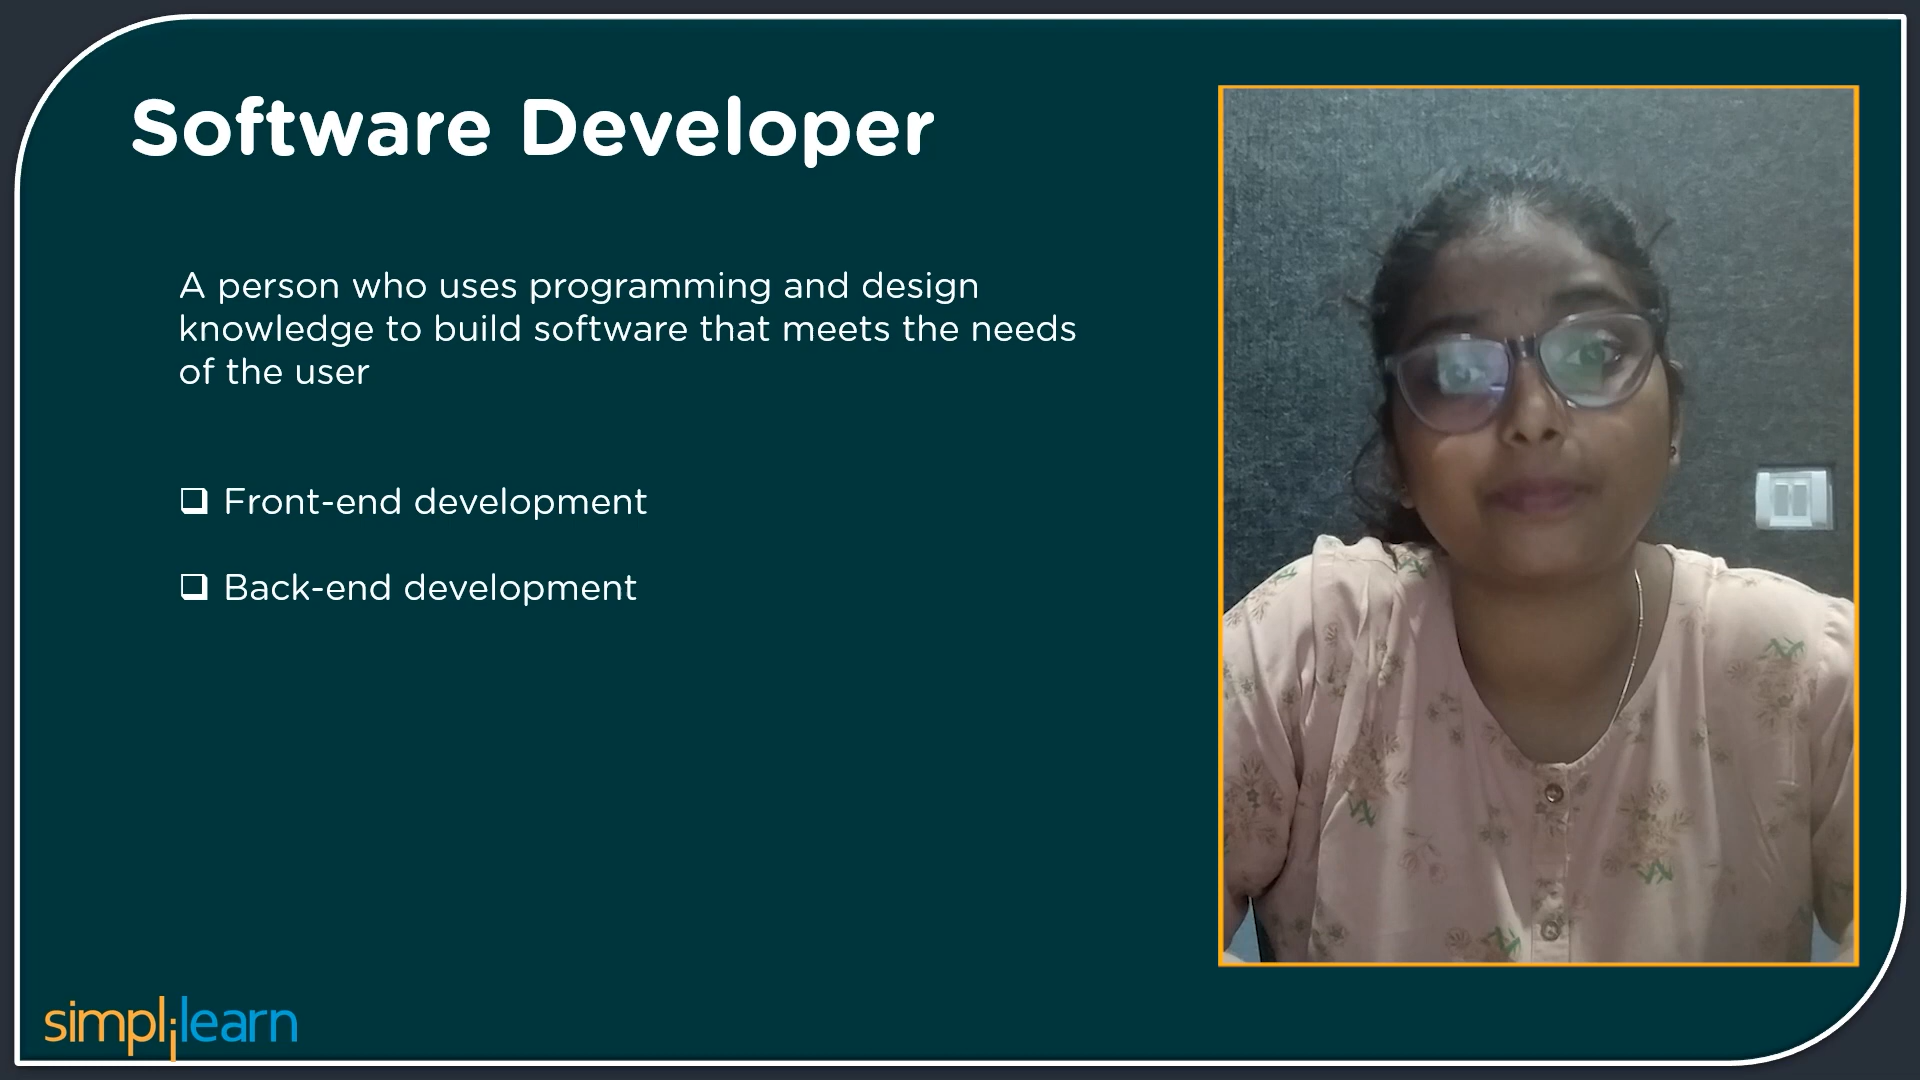 Software Developer
A person who uses programming and design
knowledge to build software that meets the needs
of the user
Front-end development
Back-end development
simplilearn